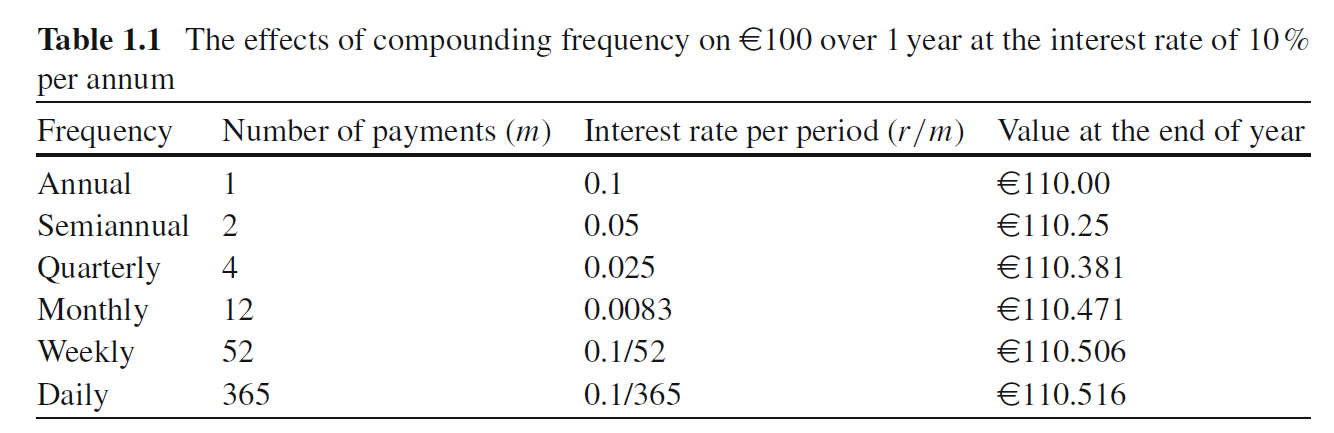 Table 1.1 The effects of compounding frequency on €100 over 1 year at the interest rate of 10%
per annum
Frequency Number of payments (m) Interest rate per period (r/m) Value at the end of year
Annual 1 0.1 €110.00
Semiannual 2 0.05 €110.25
Quarterly 4 0.025 €110.381
Monthly 12 0.0083 €110.471
Weekly 52 0.1/52 €110.506
Daily 365 0.1/365 €110.516